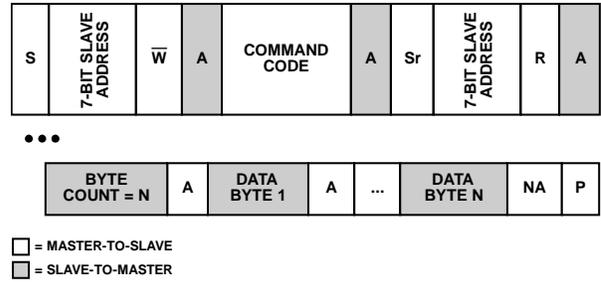 S
7-BIT SLAVE
ADDRESS
W̅
A
COMMAND
CODE
A
Sr
7-BIT SLAVE
ADDRESS
R
A
•••
BYTE
COUNT = N
A
DATA
BYTE 1
A
...
DATA
BYTE N
NA
P
= MASTER-TO-SLAVE
= SLAVE-TO-MASTER